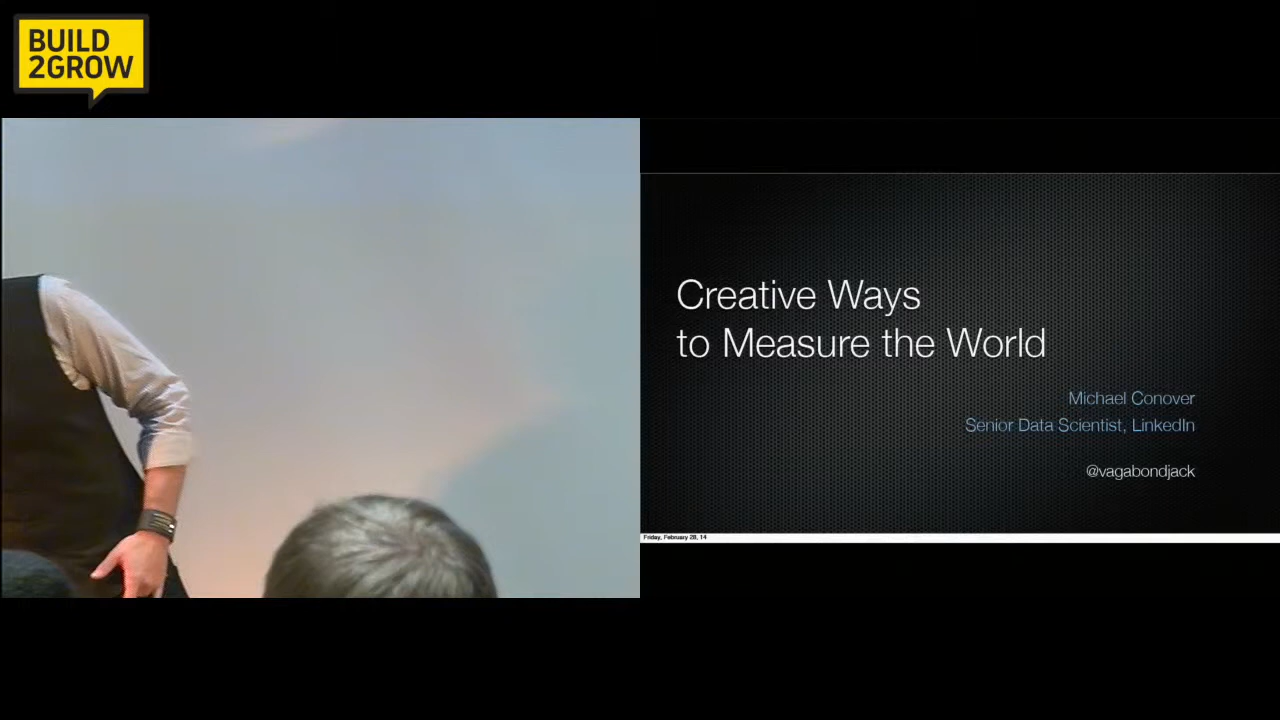 BUILD
2GROW
Creative Ways
to Measure the World
Michael Conover
Senior Data Scientist, LinkedIn
@vagabondjack
Friday, February 28, 14